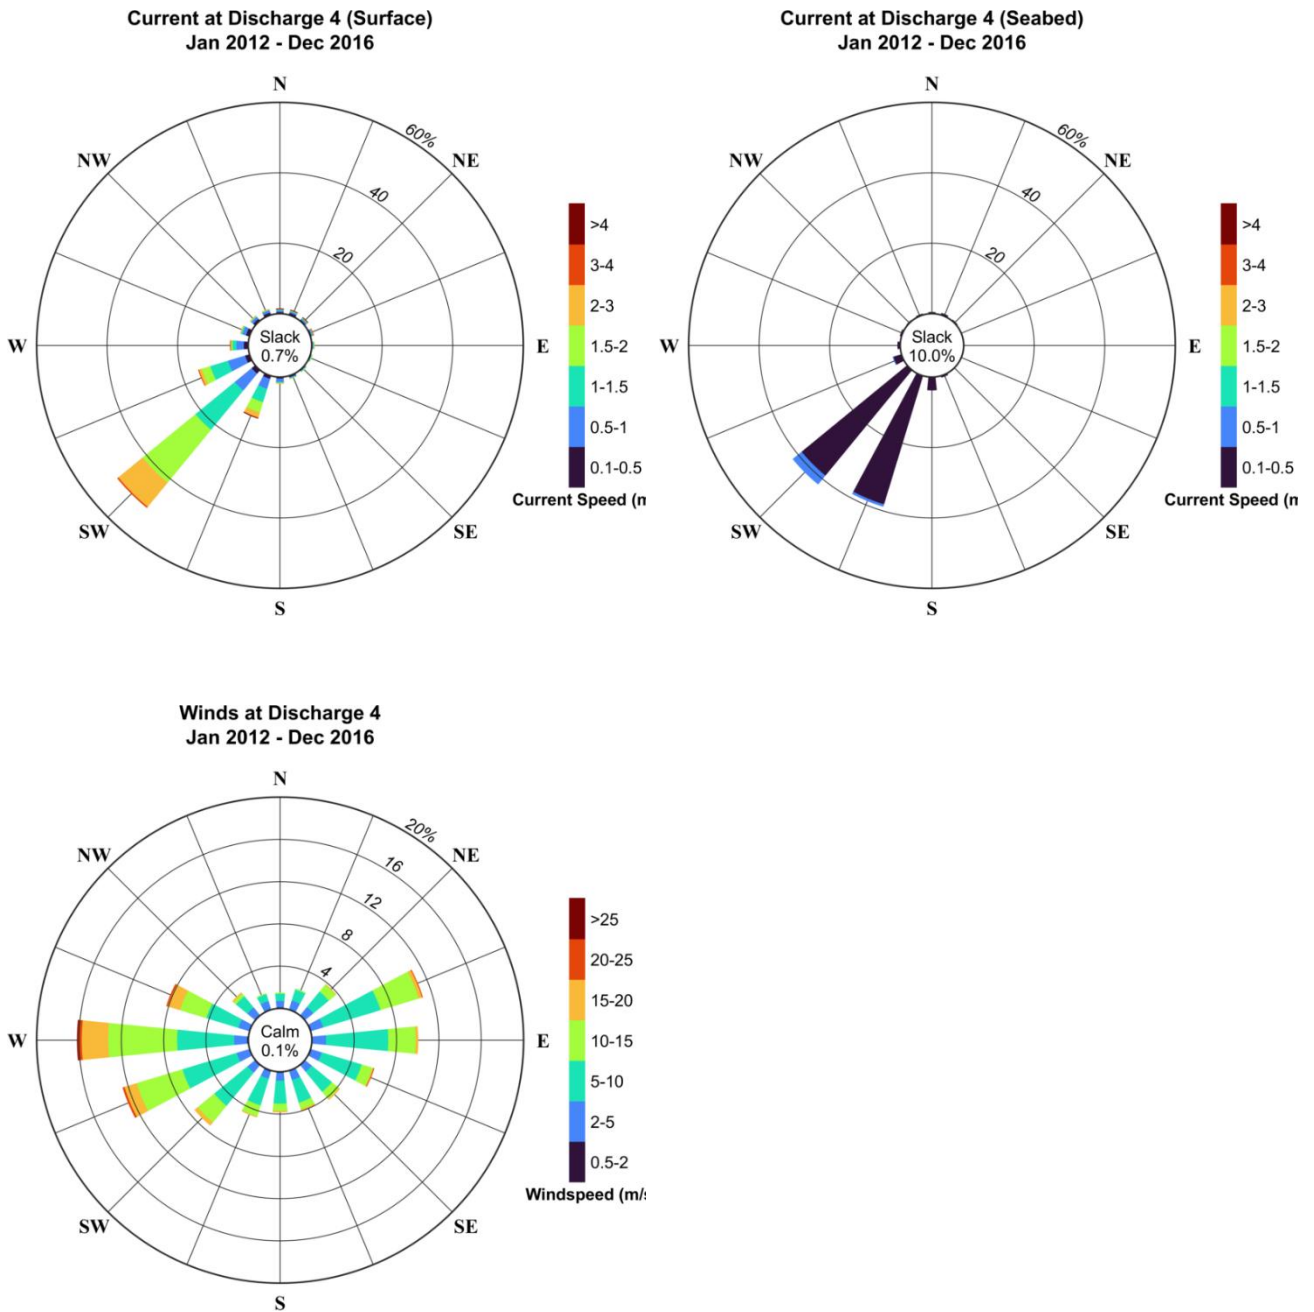 Current at Discharge 4 (Surface)
Jan 2012 - Dec 2016
N
NW
NE
W
E
SW
SE
S
60%
40
20
Slack
0.7%
>4
3-4
2-3
1.5-2
1-1.5
0.5-1
0.1-0.5
Current Speed (m
Current at Discharge 4 (Seabed)
Jan 2012 - Dec 2016
N
NW
NE
W
E
SW
SE
S
60%
40
20
Slack
10.0%
>4
3-4
2-3
1.5-2
1-1.5
0.5-1
0.1-0.5
Current Speed (m
Winds at Discharge 4
Jan 2012 - Dec 2016
N
NW
NE
W
E
SW
SE
S
20%
16
12
8
4
Calm
0.1%
>25
20-25
15-20
10-15
5-10
2-5
0.5-2
Windspeed (m/s